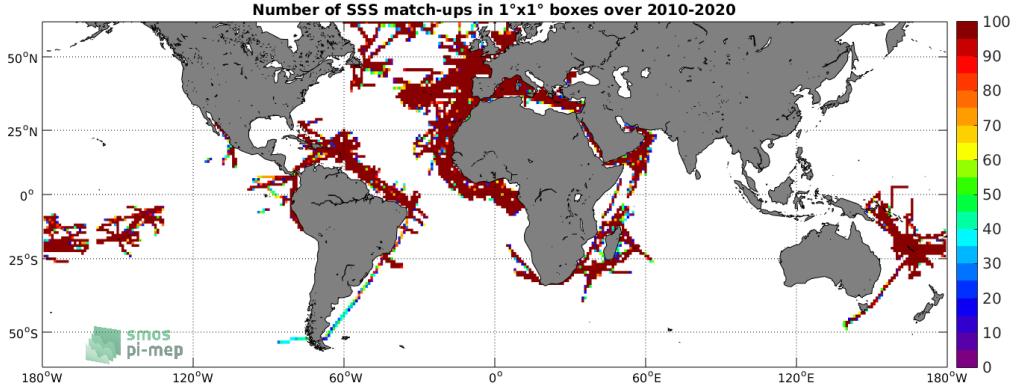 Number of SSS match-ups in 1°x1° boxes over 2010-2020
50°N
25°N
0°
25°S
50°S
180°W
120°W
60°W
0°E
60°E
120°E
180°W
100
90
80
70
60
50
40
30
20
10
0
smos
pi-mep